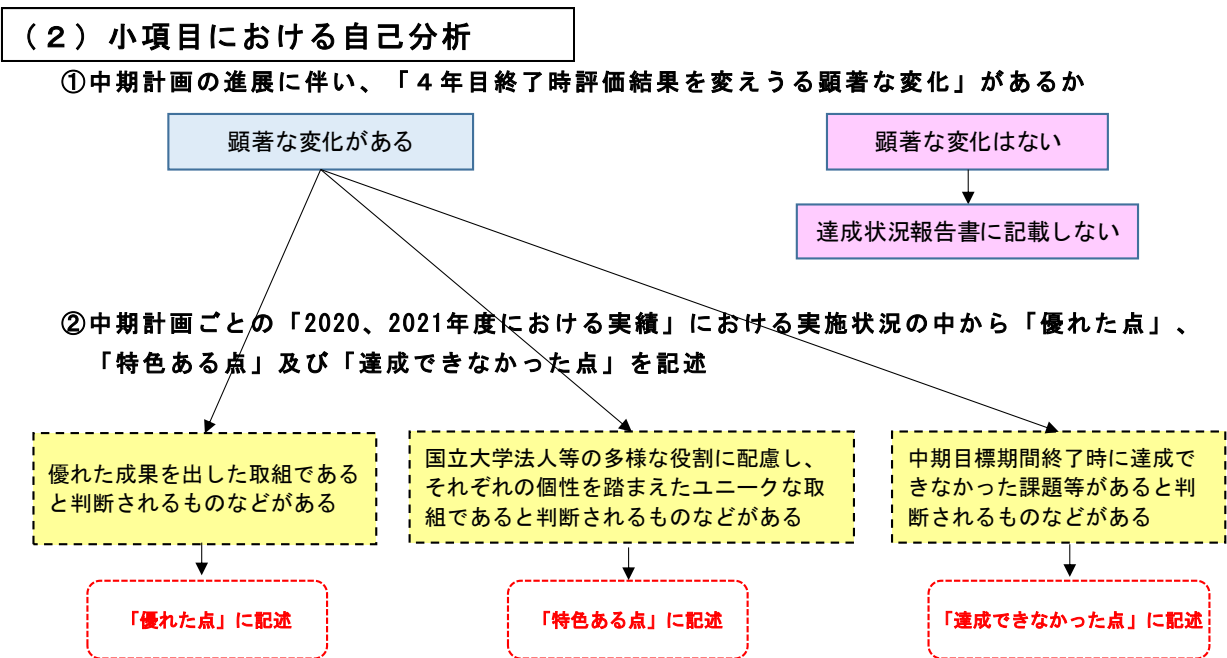 （２）小項目における自己分析
①中期計画の進展に伴い、「４年目終了時評価結果を変えうる顕著な変化」があるか
顕著な変化がある
顕著な変化はない
達成状況報告書に記載しない
②中期計画ごとの「2020、2021年度における実績」における実施状況の中から「優れた点」、
「特色ある点」及び「達成できなかった点」を記述
優れた成果を出した取組である
と判断されるものなどがある
国立大学法人等の多様な役割に配慮し、
それぞれの個性を踏まえたユニークな取
組であると判断されるものなどがある
中期目標期間終了時に達成で
きなかった課題等があると判
断されるものなどがある
「優れた点」に記述
「特色ある点」に記述
「達成できなかった点」に記述